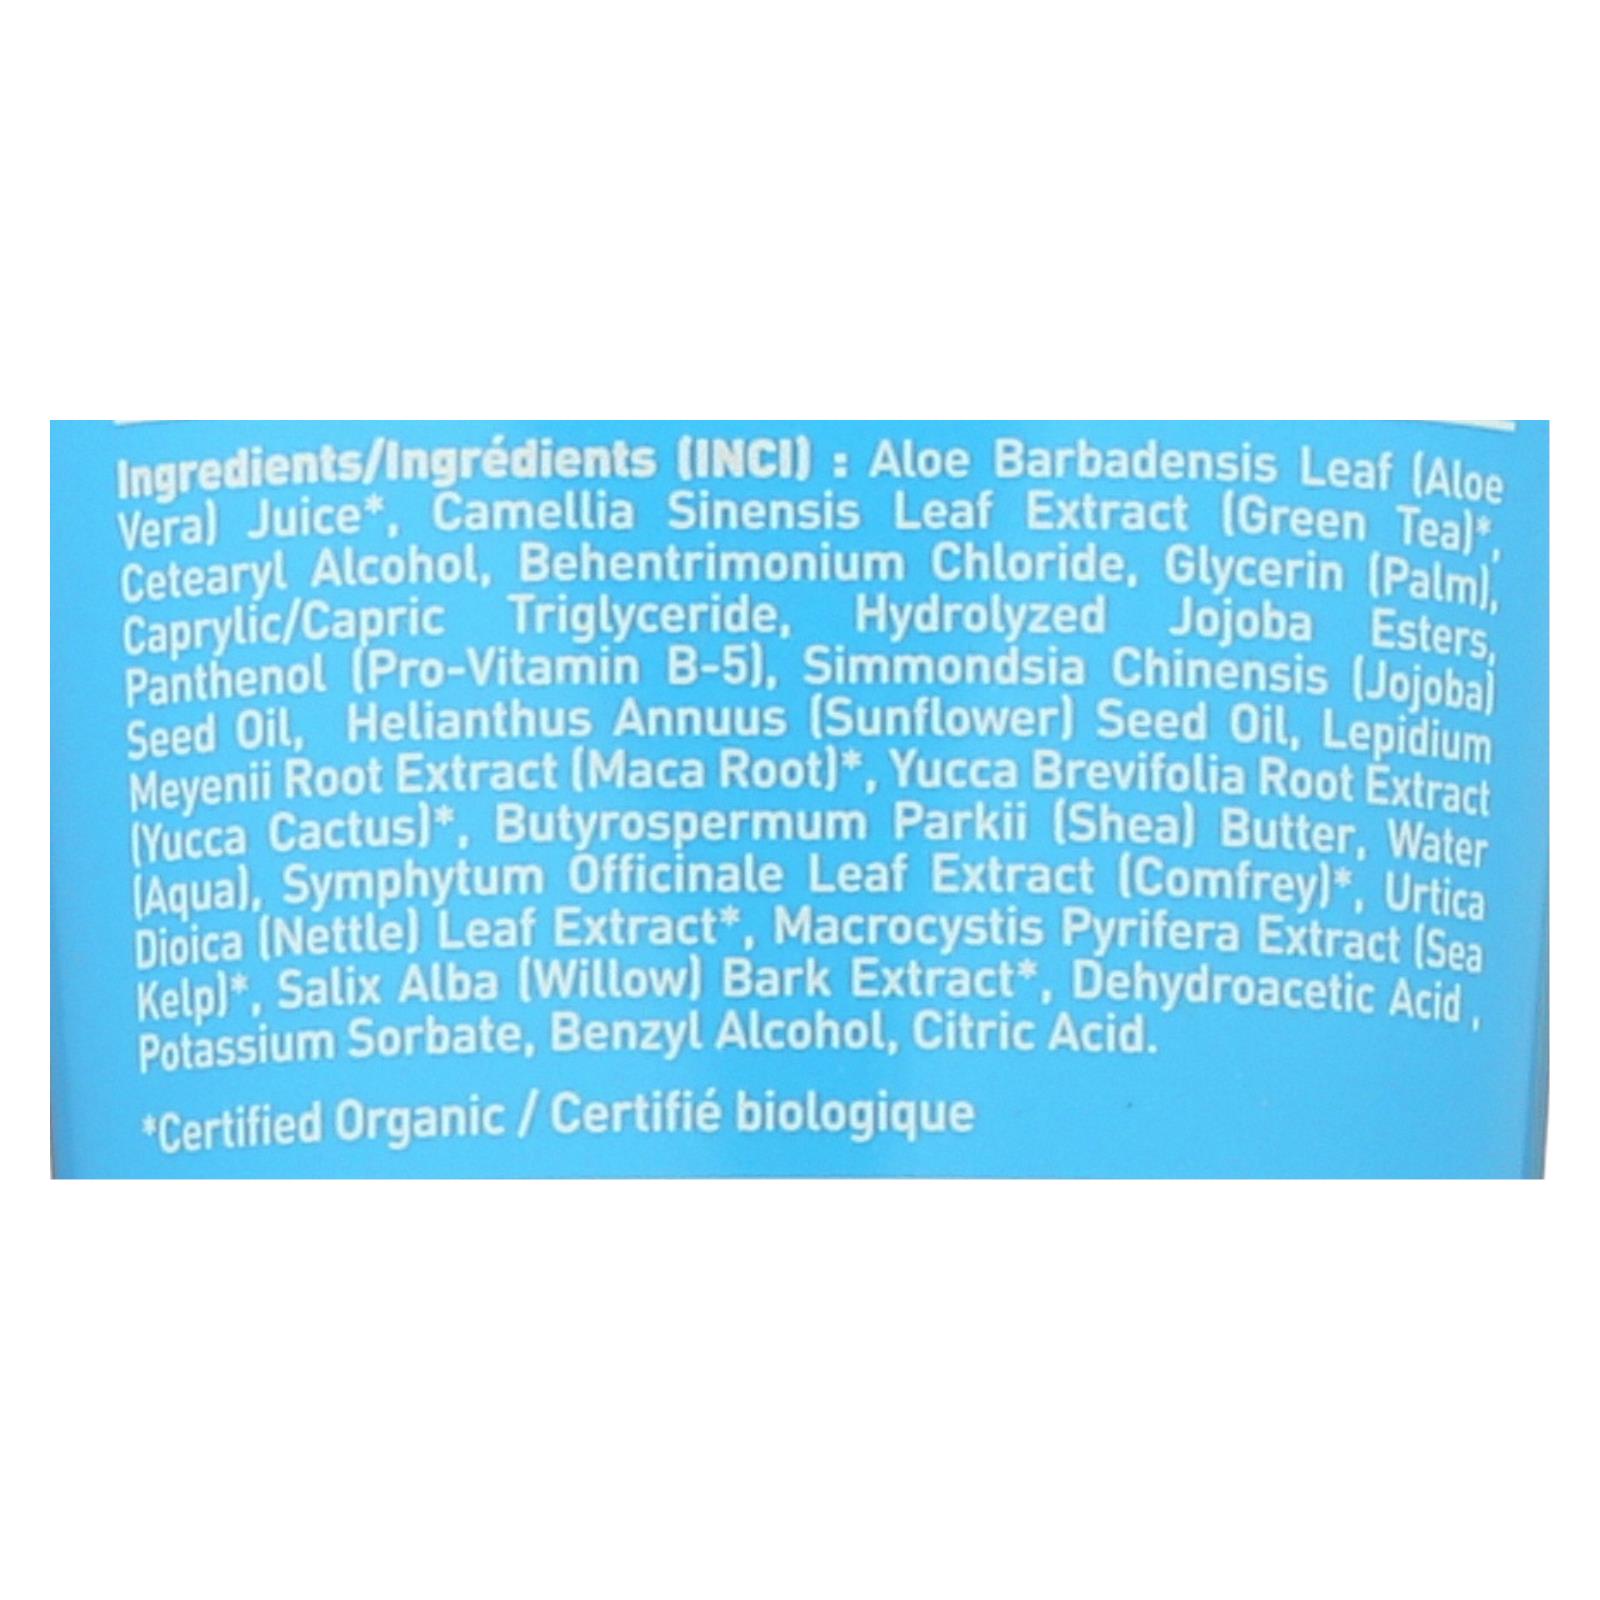 Ingredients/Ingrédients (INCI) : Aloe Barbadensis Leaf (Aloe
Vera) Juice*, Camellia Sinensis Leaf Extract (Green Tea)*,
Cetearyl Alcohol, Behentrimonium Chloride, Glycerin (Palm),
Caprylic/Capric Triglyceride, Hydrolyzed Jojoba Esters,
Panthenol (Pro-Vitamin B-5), Simmondsia Chinensis (Jojoba)
Seed Oil, Helianthus Annuus (Sunflower) Seed Oil, Lepidium
Meyenii Root Extract (Maca Root)*, Yucca Brevifolia Root Extract
(Yucca Cactus)*, Butyrospermum Parkii (Shea) Butter, Water
(Aqua), Symphytum Officinale Leaf Extract (Comfrey)*, Urtica
Dioica (Nettle) Leaf Extract*, Macrocystis Pyrifera Extract (Sea
Kelp)*, Salix Alba (Willow) Bark Extract*, Dehydroacetic Acid ,
Potassium Sorbate, Benzyl Alcohol, Citric Acid.
*Certified Organic / Certifié biologique